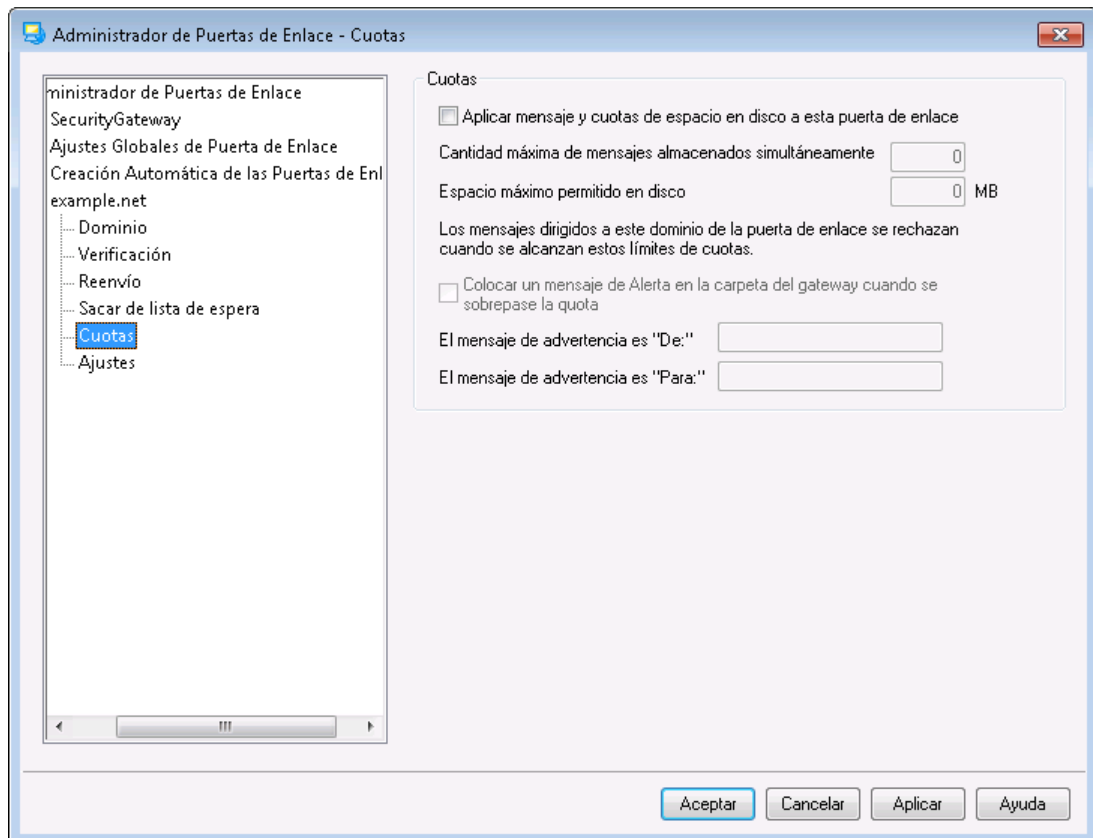 Administrador de Puertas de Enlace - Cuotas
ministrador de Puertas de Enlace
SecurityGateway
Ajustes Globales de Puerta de Enlace
Creación Automática de las Puertas de Enl
example.net
Dominio
Verificación
Reenvío
Sacar de lista de espera
Cuotas
Ajustes
Cuotas
Aplicar mensaje y cuotas de espacio en disco a esta puerta de enlace
Cantidad máxima de mensajes almacenados simultáneamente 0
Espacio máximo permitido en disco 0 MB
Los mensajes dirigidos a este dominio de la puerta de enlace se rechazan
cuando se alcanzan estos límites de cuotas.
Colocar un mensaje de Alerta en la carpeta del gateway cuando se
sobrepase la quota
El mensaje de advertencia es "De:"
El mensaje de advertencia es "Para:"
Aceptar Cancelar Aplicar Ayuda